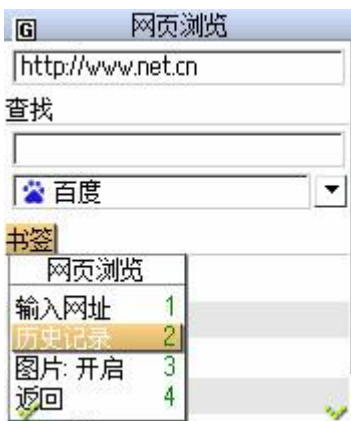 G 网页浏览
http://www.net.cn
查找
百度
书签
网页浏览
输入网址 1
历史记录 2
图片: 开启 3
返回 4